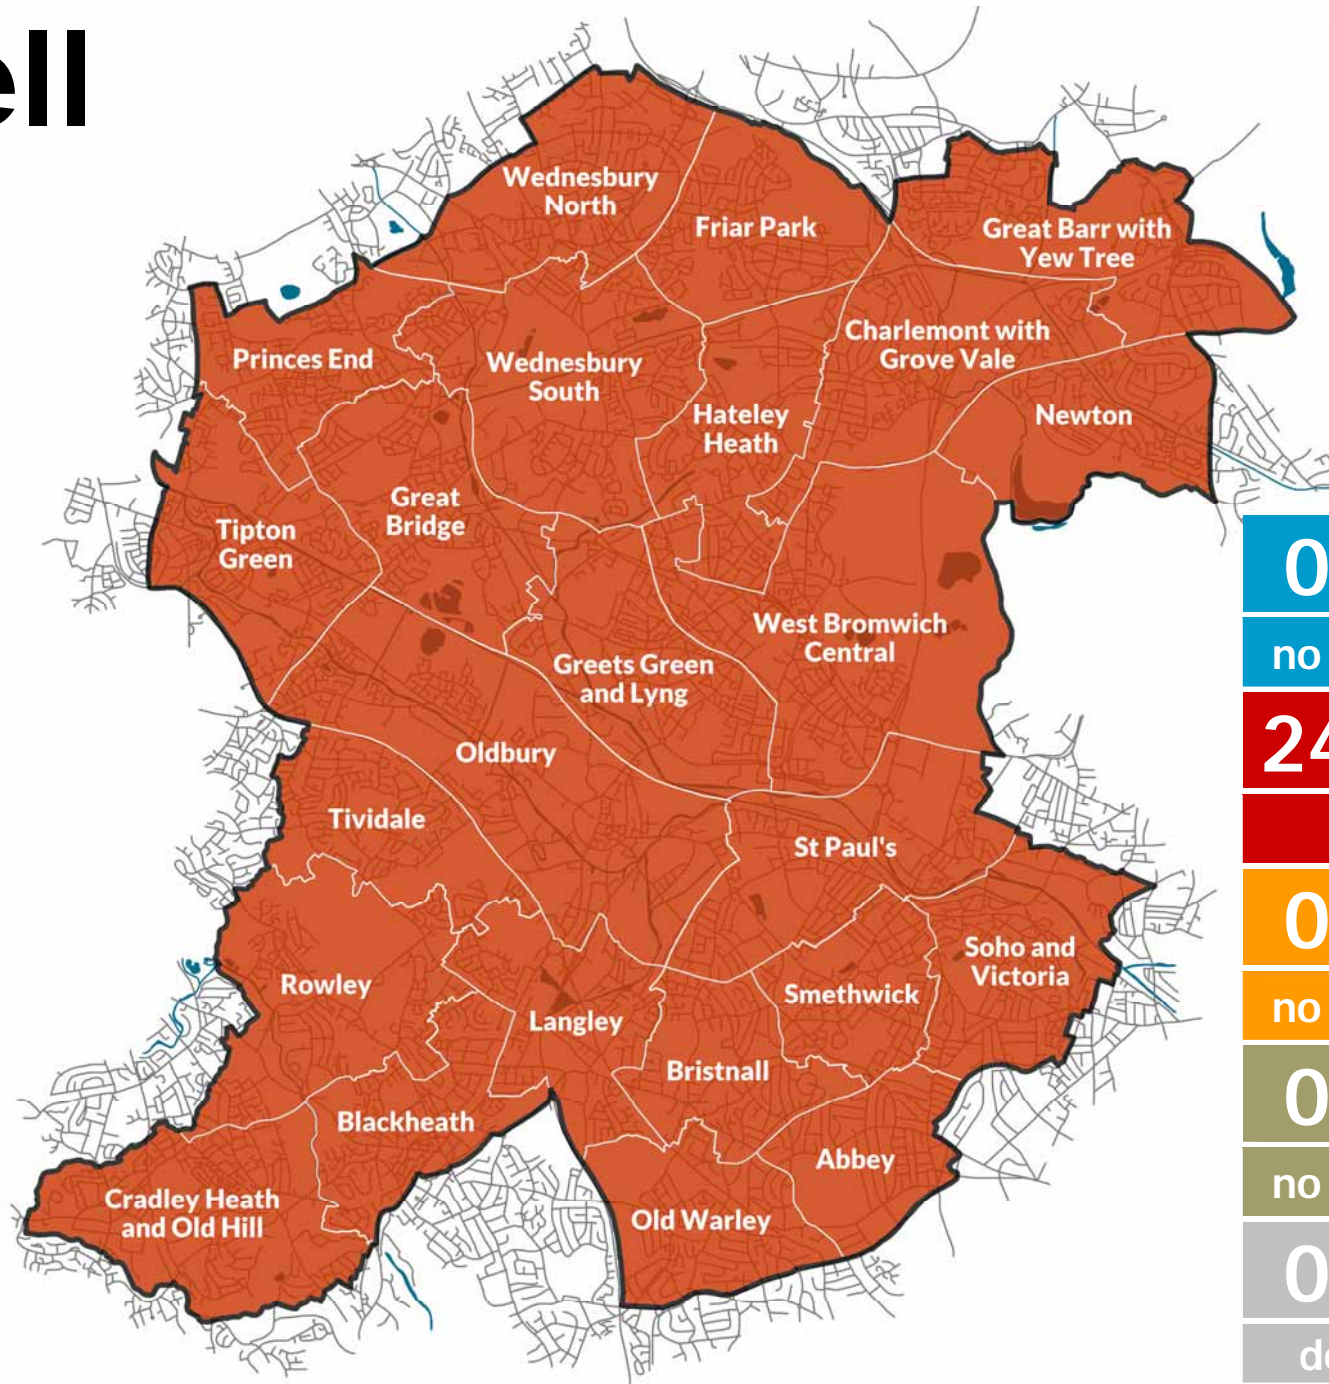 ell
Wednesbury
North
Friar Park
Great Barr with
Yew Tree
Princes End
Wednesbury
South
Charlemont with
Grove Vale
Hateley
Heath
Newton
Great
Bridge
Tipton
Green
0
no
West Bromwich
Central
Greets Green
and Lyng
24
Oldbury
Tividale
St Paul's
0
no
Soho and
Victoria
Rowley
Smethwick
Langley
Bristnall
Blackheath
0
no
Abbey
Cradley Heath
and Old Hill
Old Warley
0
de